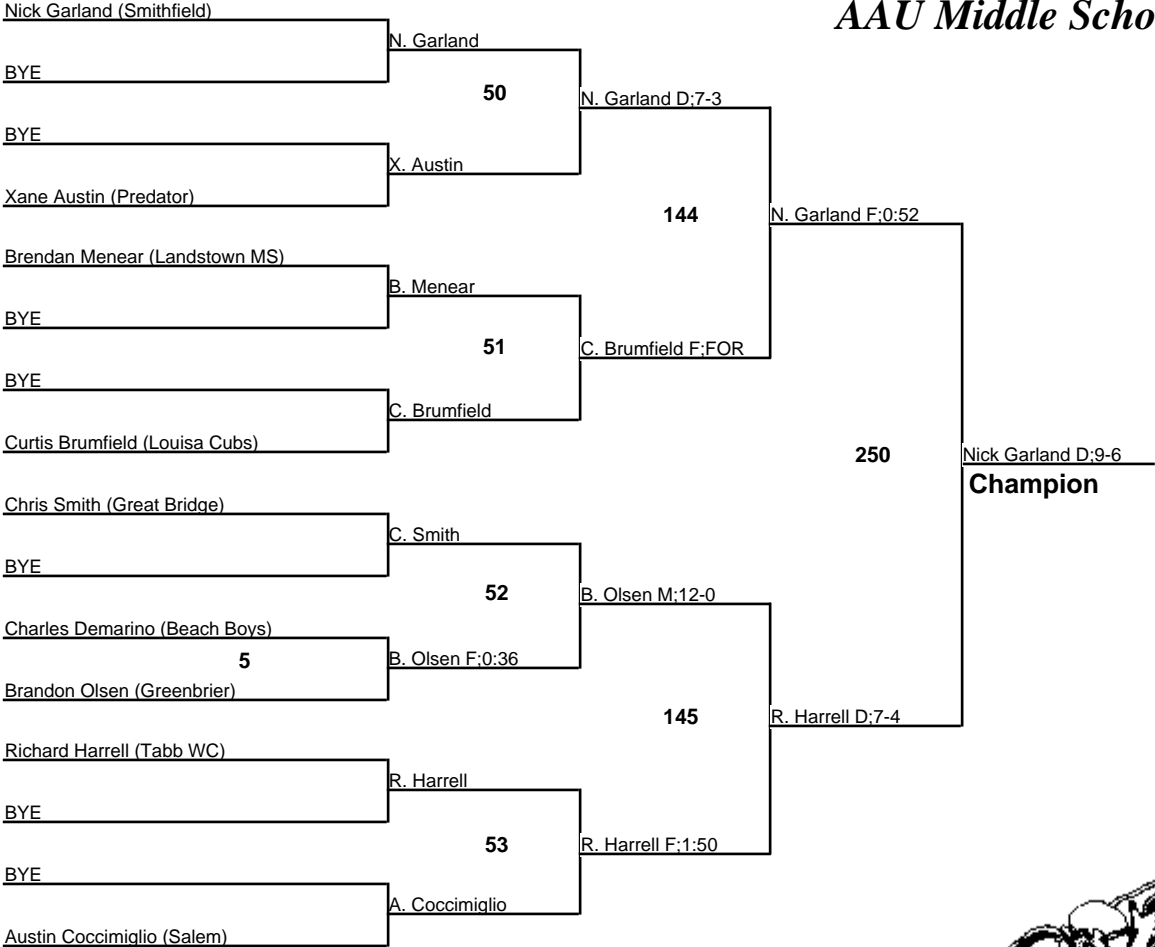 Nick Garland (Smithfield)
AAU Middle Scho
N. Garland
BYE
50
N. Garland D;7-3
BYE
X. Austin
Xane Austin (Predator)
144
N. Garland F;0:52
Brendan Menear (Landstown MS)
B. Menear
BYE
51
C. Brumfield F;FOR
BYE
C. Brumfield
Curtis Brumfield (Louisa Cubs)
250
Nick Garland D;9-6
Champion
Chris Smith (Great Bridge)
C. Smith
BYE
52
B. Olsen M;12-0
Charles Demarino (Beach Boys)
5
B. Olsen F;0:36
Brandon Olsen (Greenbrier)
145
R. Harrell D;7-4
Richard Harrell (Tabb WC)
R. Harrell
BYE
53
R. Harrell F;1:50
BYE
A. Coccimiglio
Austin Coccimiglio (Salem)